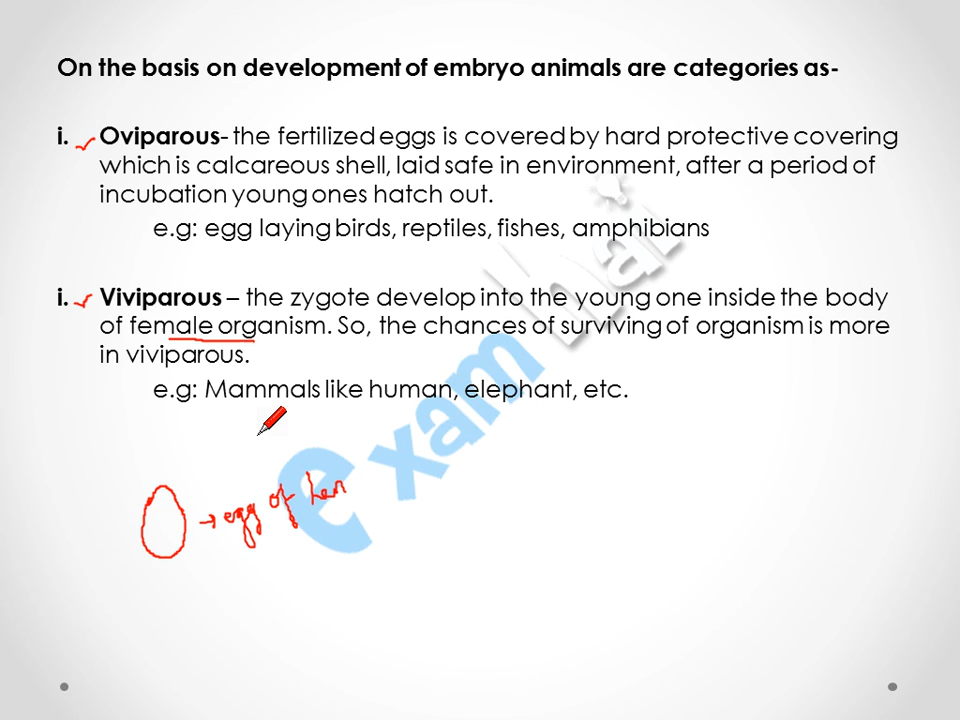 On the basis on development of embryo animals are categories as-
i. Oviparous- the fertilized eggs is covered by hard protective covering
which is calcareous shell, laid safe in environment, after a period of
incubation young ones hatch out.
e.g: egg laying birds, reptiles, fishes, amphibians
i. Viviparous – the zygote develop into the young one inside the body
of female organism. So, the chances of surviving of organism is more
in viviparous.
e.g: Mammals like human, elephant, etc.
→ egg of hen
examhai